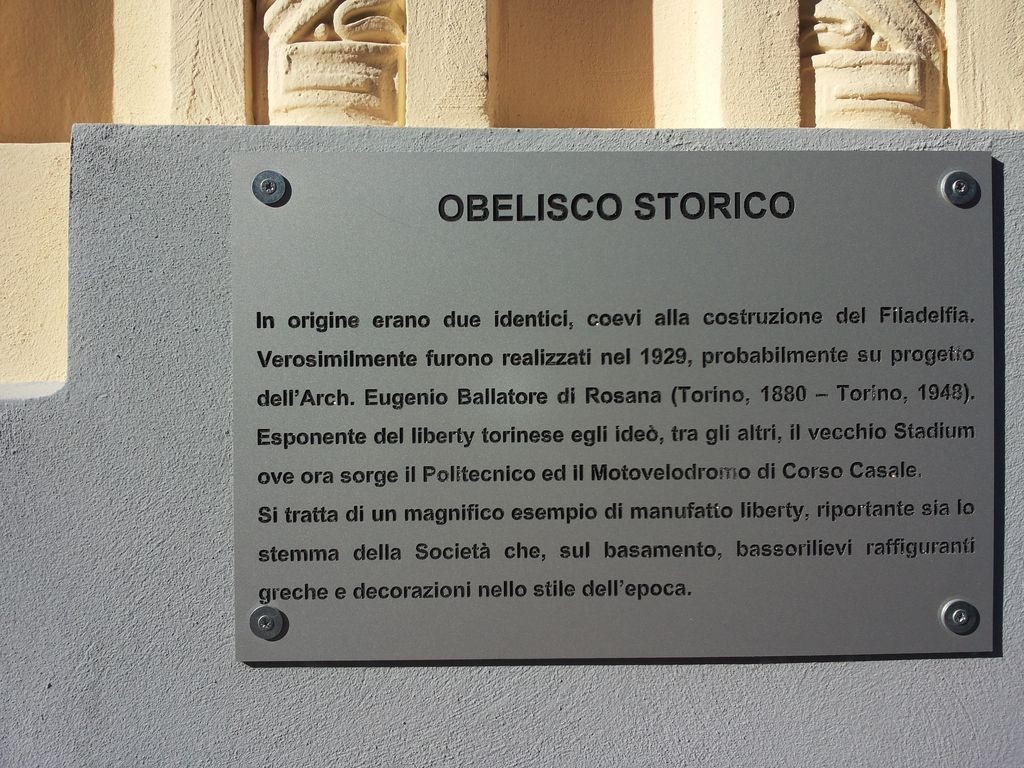 OBELISCO STORICO
In origine erano due identici, coevi alla costruzione del Filadelfia.
Verosimilmente furono realizzati nel 1929, probabilmente su progetto
dell'Arch. Eugenio Ballatore di Rosana (Torino, 1880 – Torino, 1948).
Esponente del liberty torinese egli ideò, tra gli altri, il vecchio Stadium
ove ora sorge il Politecnico ed il Motovelodromo di Corso Casale.
Si tratta di un magnifico esempio di manufatto liberty, riportante sia lo
stemma della Società che, sul basamento, bassorilievi raffiguranti
greche e decorazioni nello stile dell'epoca.